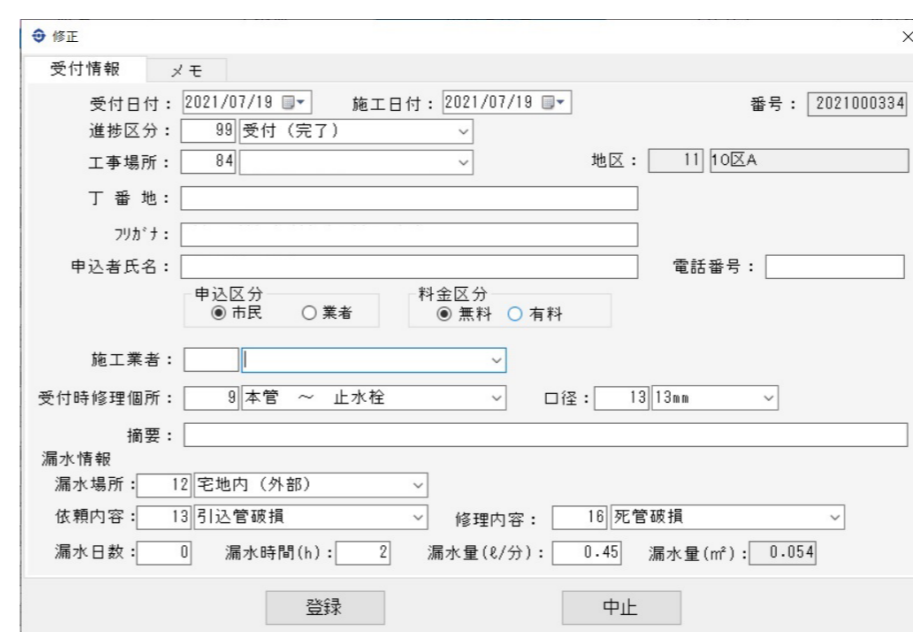 修正
受付情報 メモ
受付日付： 2021/07/19 施工日付： 2021/07/19 番号： 2021000334
進捗区分： 99 受付（完了）
工事場所： 84 地区： 11 10区A
丁 番 地：
ﾌﾘｶﾞﾅ：
申込者氏名： 電話番号：
申込区分 料金区分
市民 業者 無料 有料
施工業者：
受付時修理個所： 9 本管 ～ 止水栓 口径： 13 13mm
摘要：
漏水情報
漏水場所： 12 宅地内（外部）
依頼内容： 13 引込管破損 修理内容： 16 死管破損
漏水日数： 0 漏水時間(h)： 2 漏水量(ℓ/分)： 0.45 漏水量(㎥)： 0.054
登録 中止